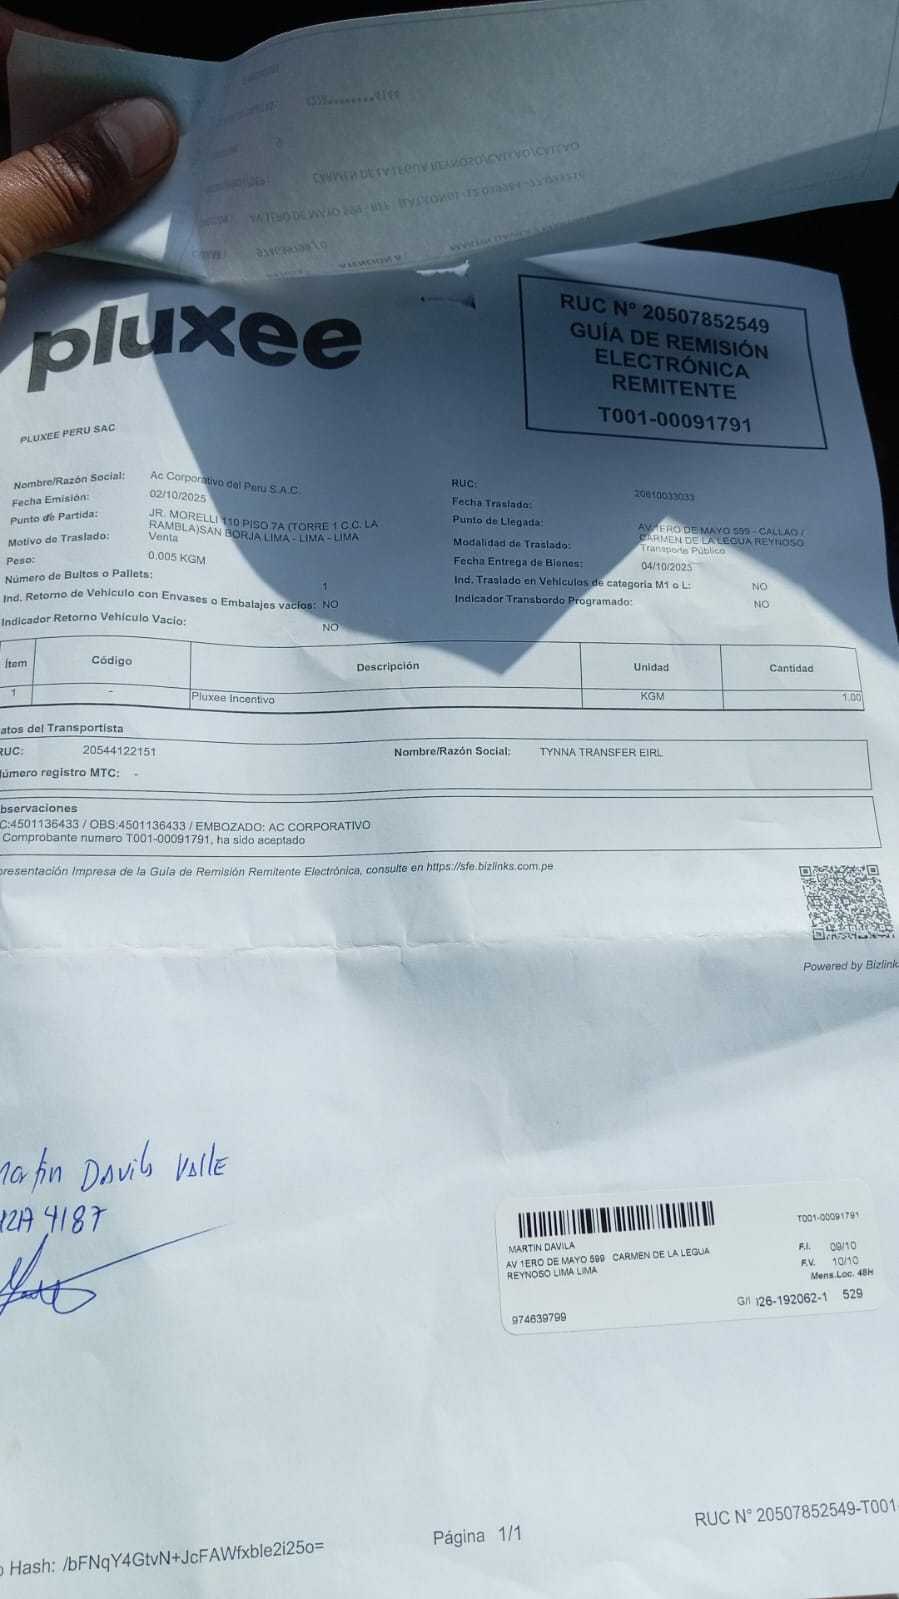 CARMEN DE LA LEGUA REYNOSO/CALLAO/CALLAO
pluxee
RUC N° 20507852549
GUÍA DE REMISIÓN
ELECTRÓNICA
REMITENTE
T001-00091791
PLUXEE PERU SAC
Nombre/Razón Social: Ac Corporativo del Peru S.A.C.
Fecha Emisión: 02/10/2025
Punto de Partida: JR. MORELLI 110 PISO 7A (TORRE 1 C.C. LA
RAMBLA)SAN BORJA LIMA - LIMA - LIMA
Motivo de Traslado: Venta
Peso: 0.005 KGM
Número de Bultos o Pallets: 1
Ind. Retorno de Vehículo con Envases o Embalajes vacíos: NO
Indicador Retorno Vehículo Vacío: NO
RUC: 20610033033
Fecha Traslado:
Punto de Llegada: AV 1ERO DE MAYO 599 - CALLAO /
CARMEN DE LA LEGUA REYNOSO
Modalidad de Traslado: Transporte Público
Fecha Entrega de Bienes: 04/10/2025
Ind. Traslado en Vehículos de categoría M1 o L: NO
Indicador Transbordo Programado: NO
Ítem Código Descripción Unidad Cantidad
1 - Pluxee Incentivo KGM 1.00
atos del Transportista
RUC: 20544122151 Nombre/Razón Social: TYNNA TRANSFER EIRL
úmero registro MTC: -
bservaciones
C:4501136433 / OBS:4501136433 / EMBOZADO: AC CORPORATIVO
Comprobante numero T001-00091791, ha sido aceptado
presentación Impresa de la Guía de Remisión Remitente Electrónica, consulte en https://sfe.bizlinks.com.pe
Powered by Bizlink
Martin Davila Valle
4187
T001-00091791
MARTIN DAVILA
AV 1ERO DE MAYO 599 CARMEN DE LA LEGUA
REYNOSO LIMA LIMA
F.I. 09/10
F.V. 10/10
Mens.Loc. 48H
974639799
G/I 026-192062-1 529
RUC N° 20507852549-T001-
Página 1/1
o Hash: /bFNqY4GtvN+JcFAWfxble2i25o=